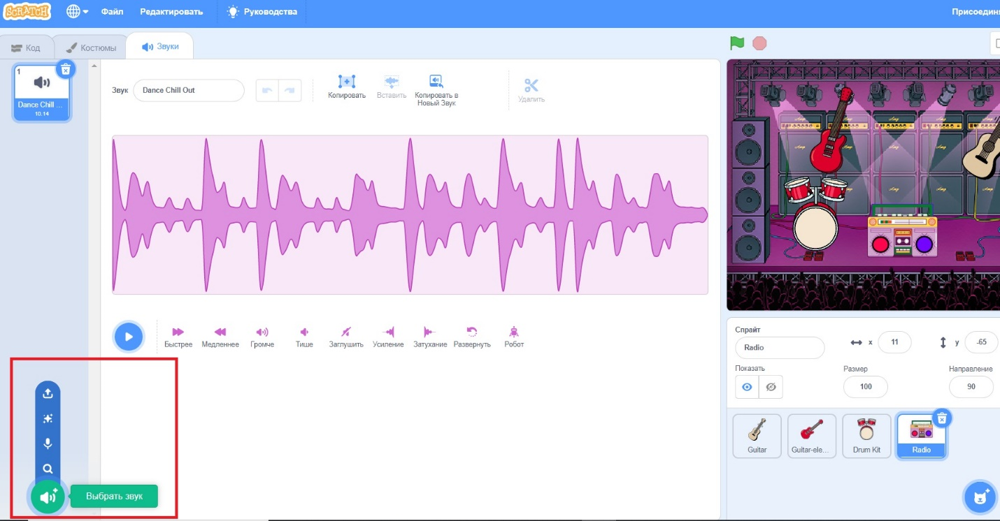 SCRATCH
Файл
Редактировать
Руководства
Код
Костюмы
Звуки
1
Dance Chill ...
10.14
Звук
Dance Chill Out
Копировать
Вставить
Копировать в
Новый Звук
Удалить
Быстрее
Медленнее
Громче
Тише
Заглушить
Усиление
Затухание
Развернуть
Робот
Выбрать звук
Спрайт
Radio
x
11
y
-65
Показать
Размер
100
Направление
90
Guitar
Guitar-ele...
Drum Kit
Radio